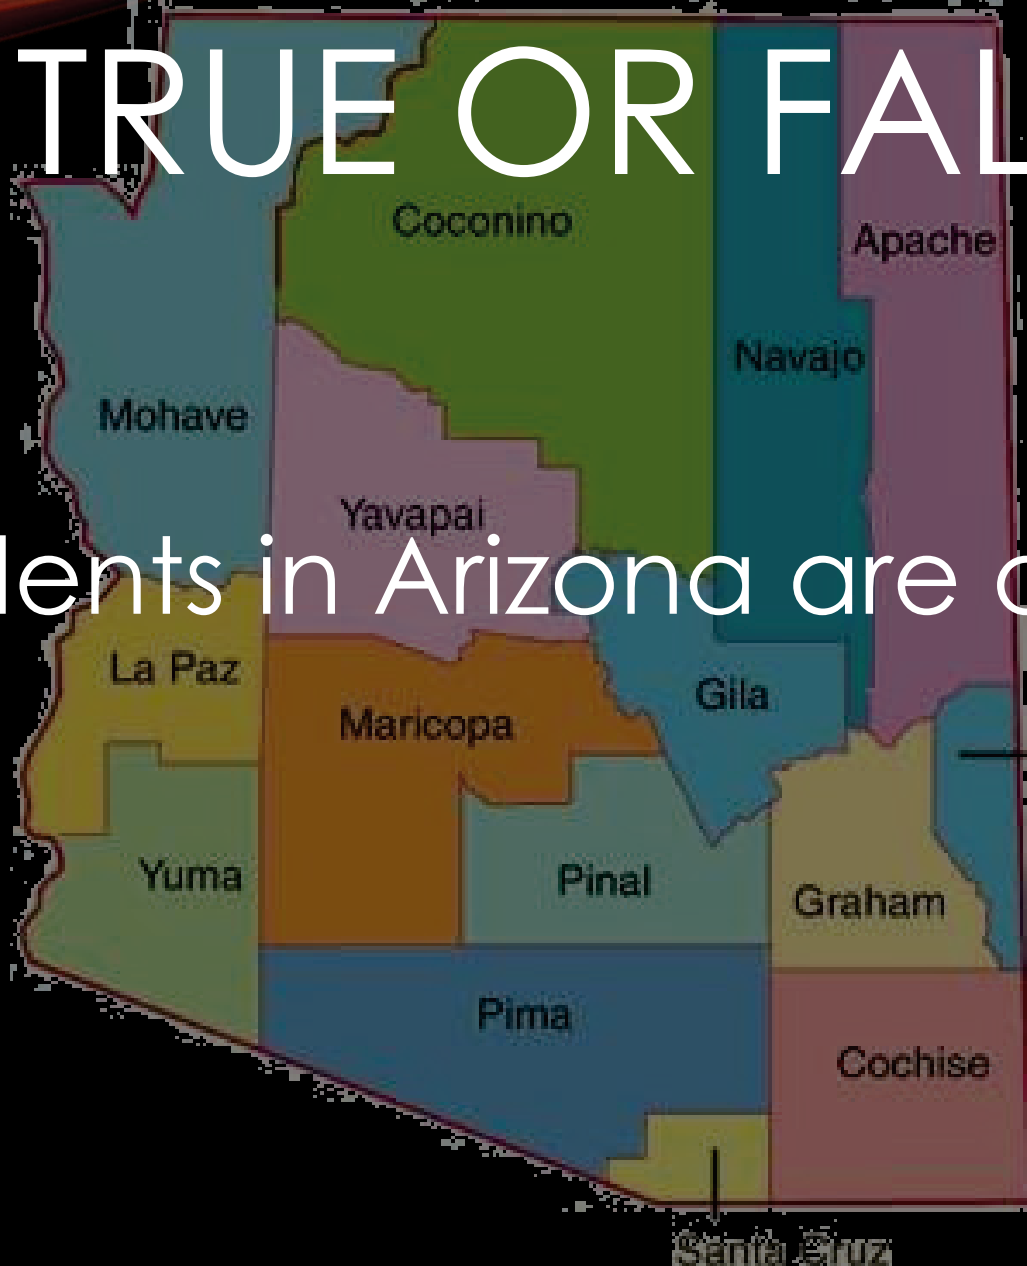 TRUE OR FAL
Coconino
Apache
Navajo
Mohave
Yavapai
dents in Arizona are
La Paz
Gila
Maricopa
Yuma
Pinal
Graham
Pima
Cochise
Santa Cruz